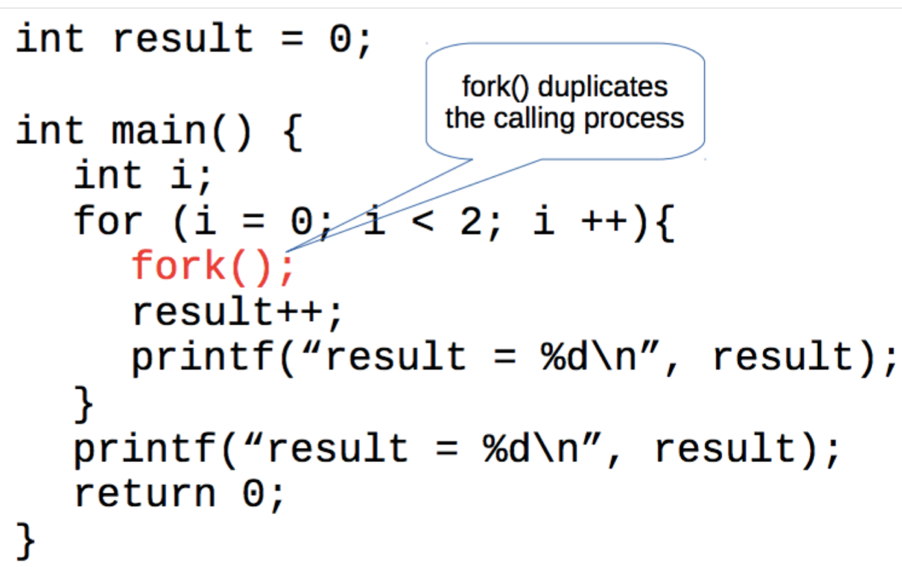 int result = 0;
fork() duplicates
the calling process
int main() {
int i;
for (i = 0; i < 2; i ++){
fork();
result++;
printf(“result = %d\n”, result);
}
printf(“result = %d\n”, result);
return 0;
}